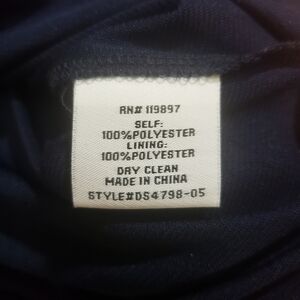 RN# 119897
SELF:
100%POLYESTER
LINING:
100%POLYESTER
DRY CLEAN
MADE IN CHINA
STYLE#DS4798-05